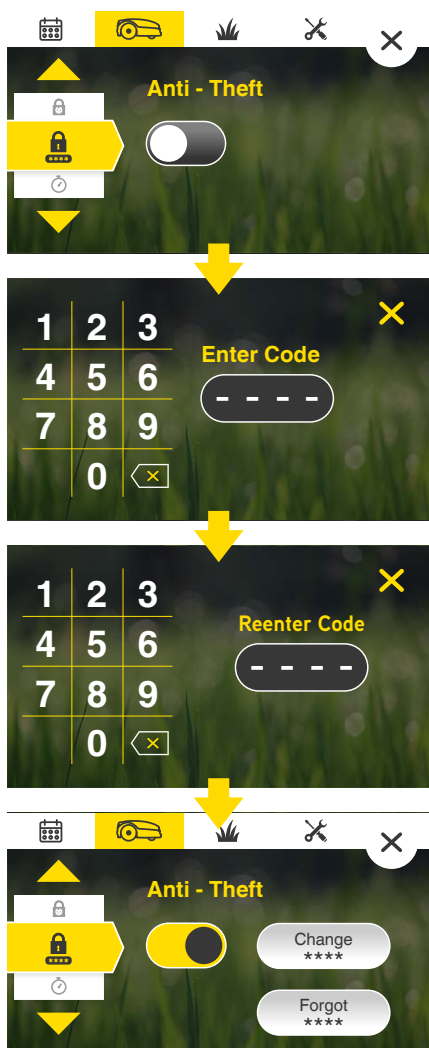 Anti - Theft
****
1 2 3
Enter Code
4 5 6
- - - -
7 8 9
0
1 2 3
Reenter Code
4 5 6
- - - -
7 8 9
0
Anti - Theft
Change
****
****
Forgot
****